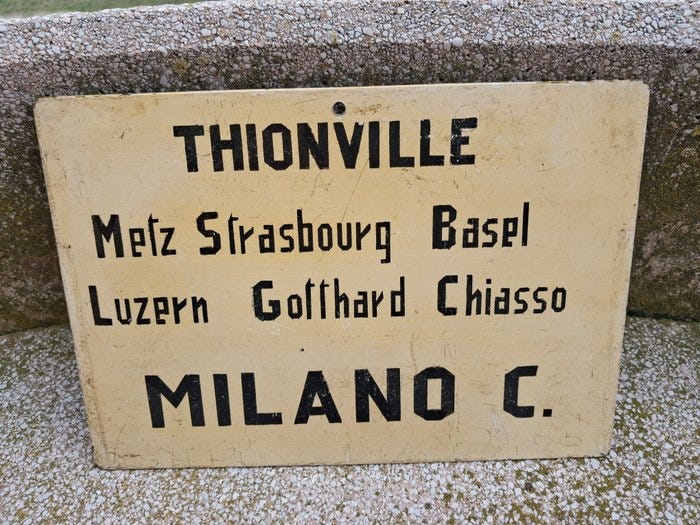 THIONVILLE
Metz Strasbourg Basel
Luzern Gotthard Chiasso
MILANO C.